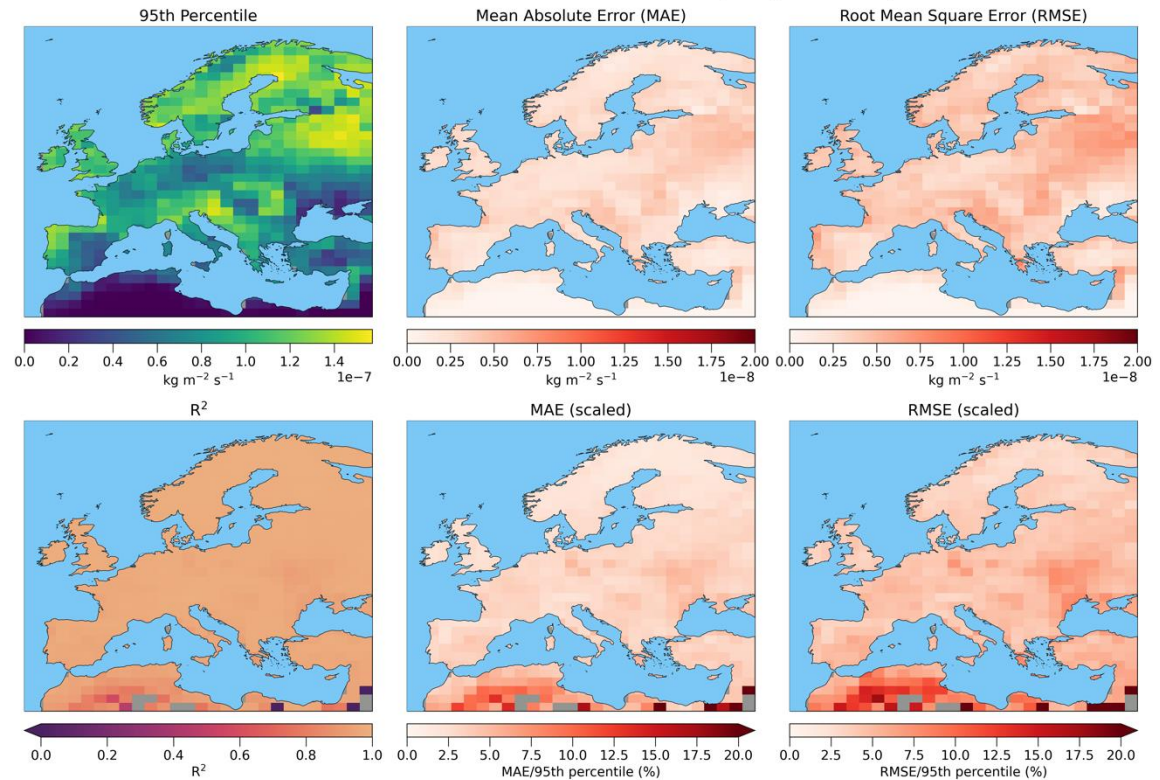 95th Percentile
Mean Absolute Error (MAE)
Root Mean Square Error (RMSE)
0.0 0.2 0.4 0.6 0.8 1.0 1.2 1.4
kg m⁻² s⁻¹
1e−7
0.00 0.25 0.50 0.75 1.00 1.25 1.50 1.75 2.00
kg m⁻² s⁻¹
1e−8
0.00 0.25 0.50 0.75 1.00 1.25 1.50 1.75 2.00
kg m⁻² s⁻¹
1e−8
R²
MAE (scaled)
RMSE (scaled)
0.0 0.2 0.4 0.6 0.8 1.0
R²
0.0 2.5 5.0 7.5 10.0 12.5 15.0 17.5 20.0
MAE/95th percentile (%)
0.0 2.5 5.0 7.5 10.0 12.5 15.0 17.5 20.0
RMSE/95th percentile (%)